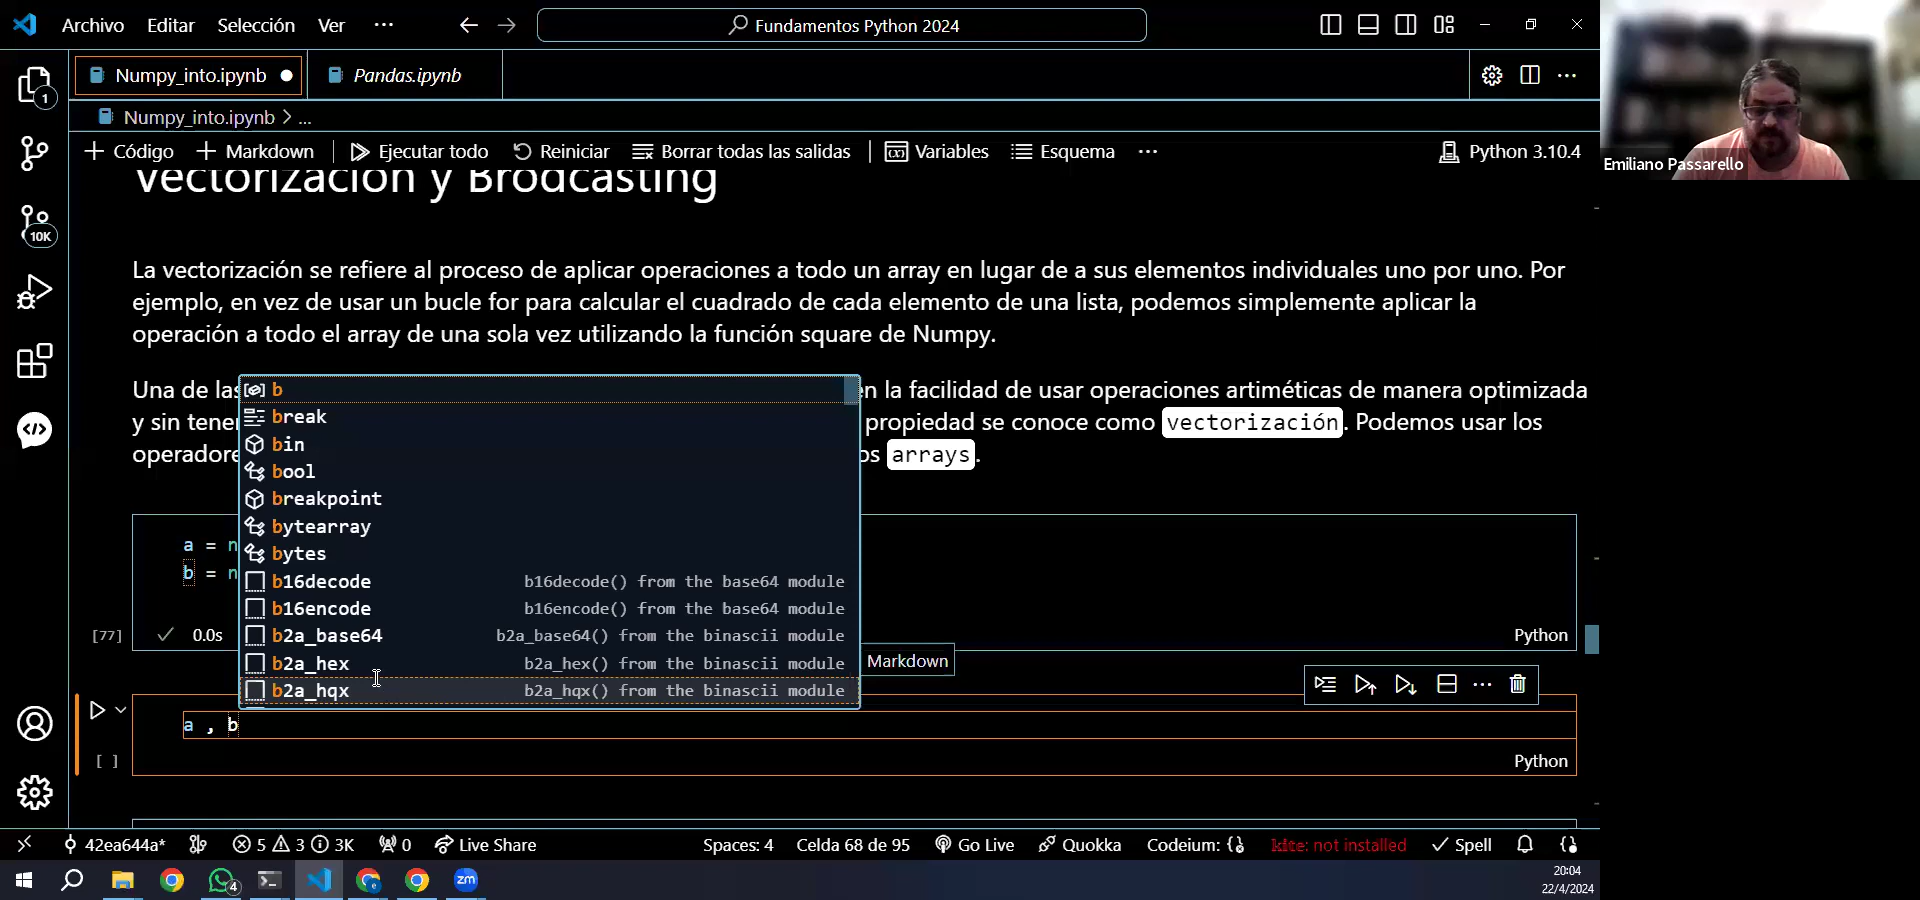 Archivo Editar Selección Ver ··· Fundamentos Python 2024
Numpy_into.ipynb Pandas.ipynb
1
Numpy_into.ipynb > ...
Código Markdown Ejecutar todo Reiniciar Borrar todas las salidas Variables Esquema ··· Python 3.10.4
Emiliano Passarello
Vectorización y Brodcasting
10K
La vectorización se refiere al proceso de aplicar operaciones a todo un array en lugar de a sus elementos individuales uno por uno. Por
ejemplo, en vez de usar un bucle for para calcular el cuadrado de cada elemento de una lista, podemos simplemente aplicar la
operación a todo el array de una sola vez utilizando la función square de Numpy.
Una de las en la facilidad de usar operaciones artiméticas de manera optimizada
y sin tener propiedad se conoce como vectorización. Podemos usar los
operadore os arrays.
b
break
bin
bool
breakpoint
bytearray
bytes
b16decode b16decode() from the base64 module
b16encode b16encode() from the base64 module
b2a_base64 b2a_base64() from the binascii module
b2a_hex b2a_hex() from the binascii module
b2a_hqx b2a_hqx() from the binascii module
a = n
b = n
[77] 0.0s Python
Markdown
a , b
[ ] Python
42ea644a* 5 3 3K 0 Live Share Spaces: 4 Celda 68 de 95 Go Live Quokka Codeium: {} kite: not installed Spell
4 zm 20:04
22/4/2024